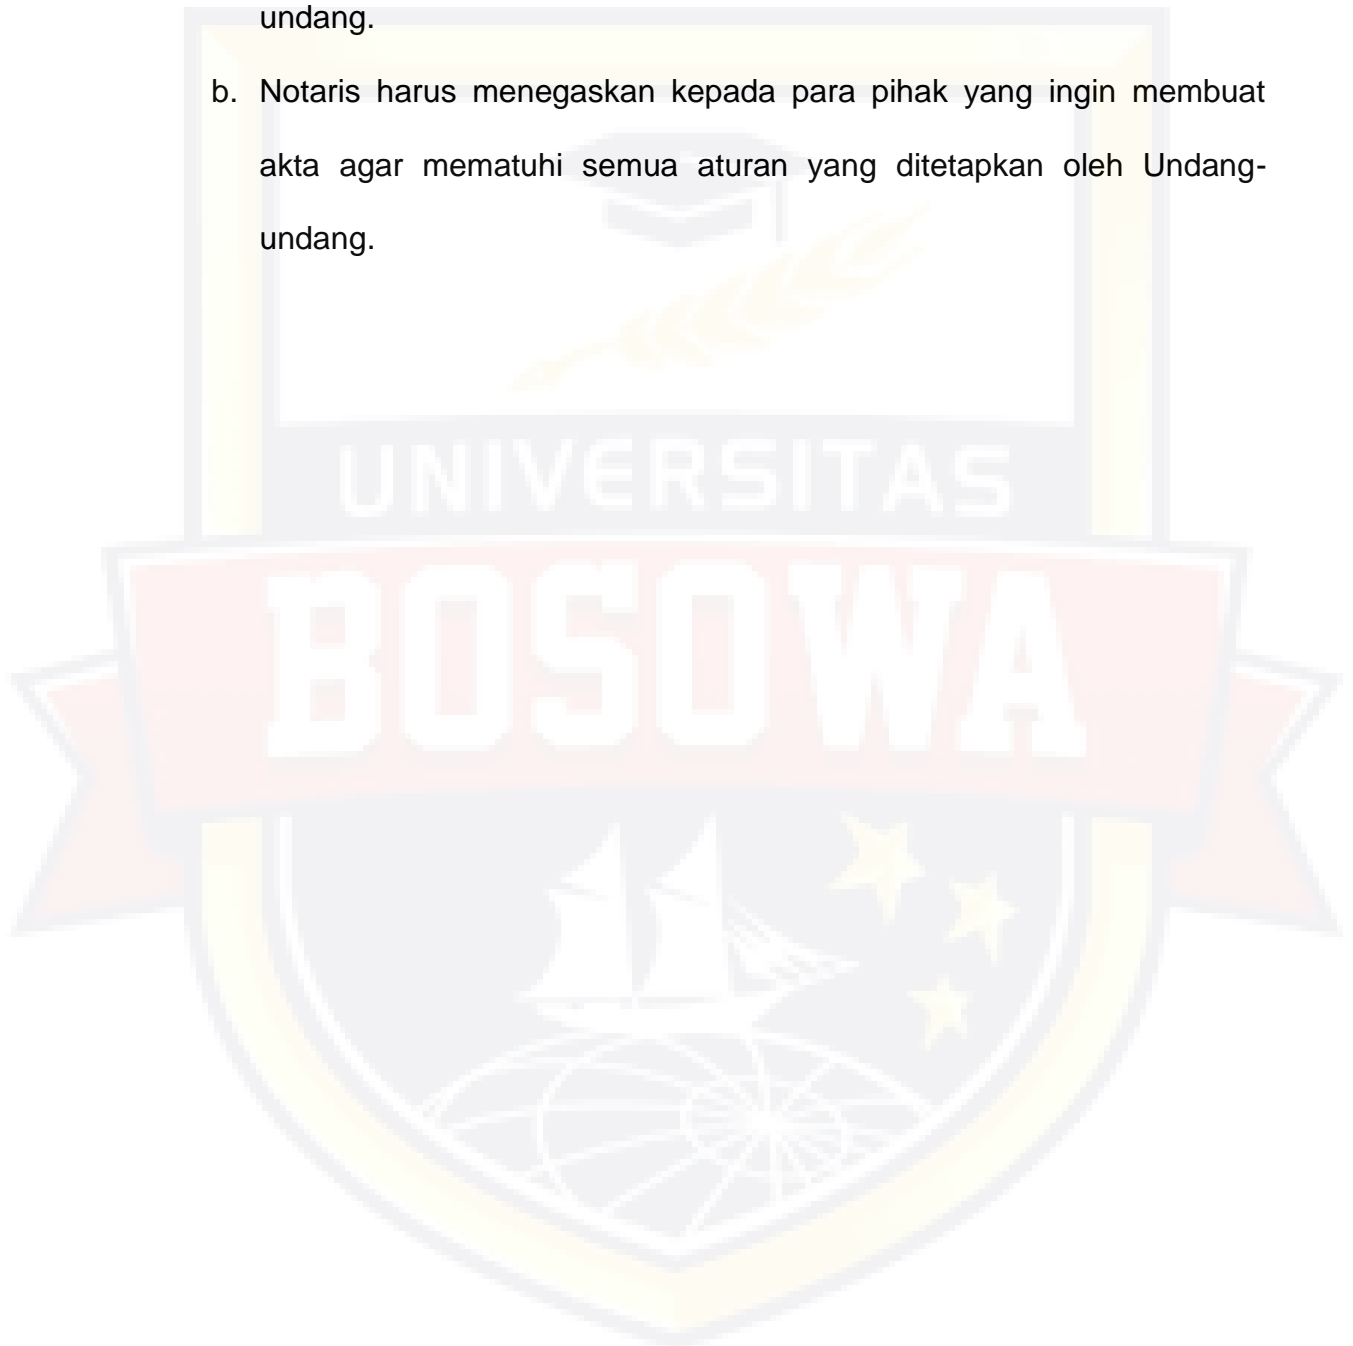 undang.
b. Notaris harus menegaskan kepada para pihak yang ingin membuat
akta agar mematuhi semua aturan yang ditetapkan oleh Undang-
undang.
UNIVERSITAS
BOSOWA